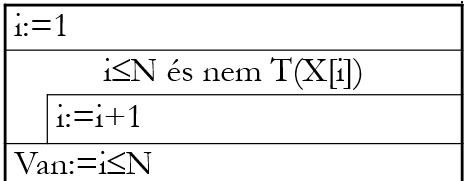 i:=1
i≤N és nem T(X[i])
i:=i+1
Van:=i≤N